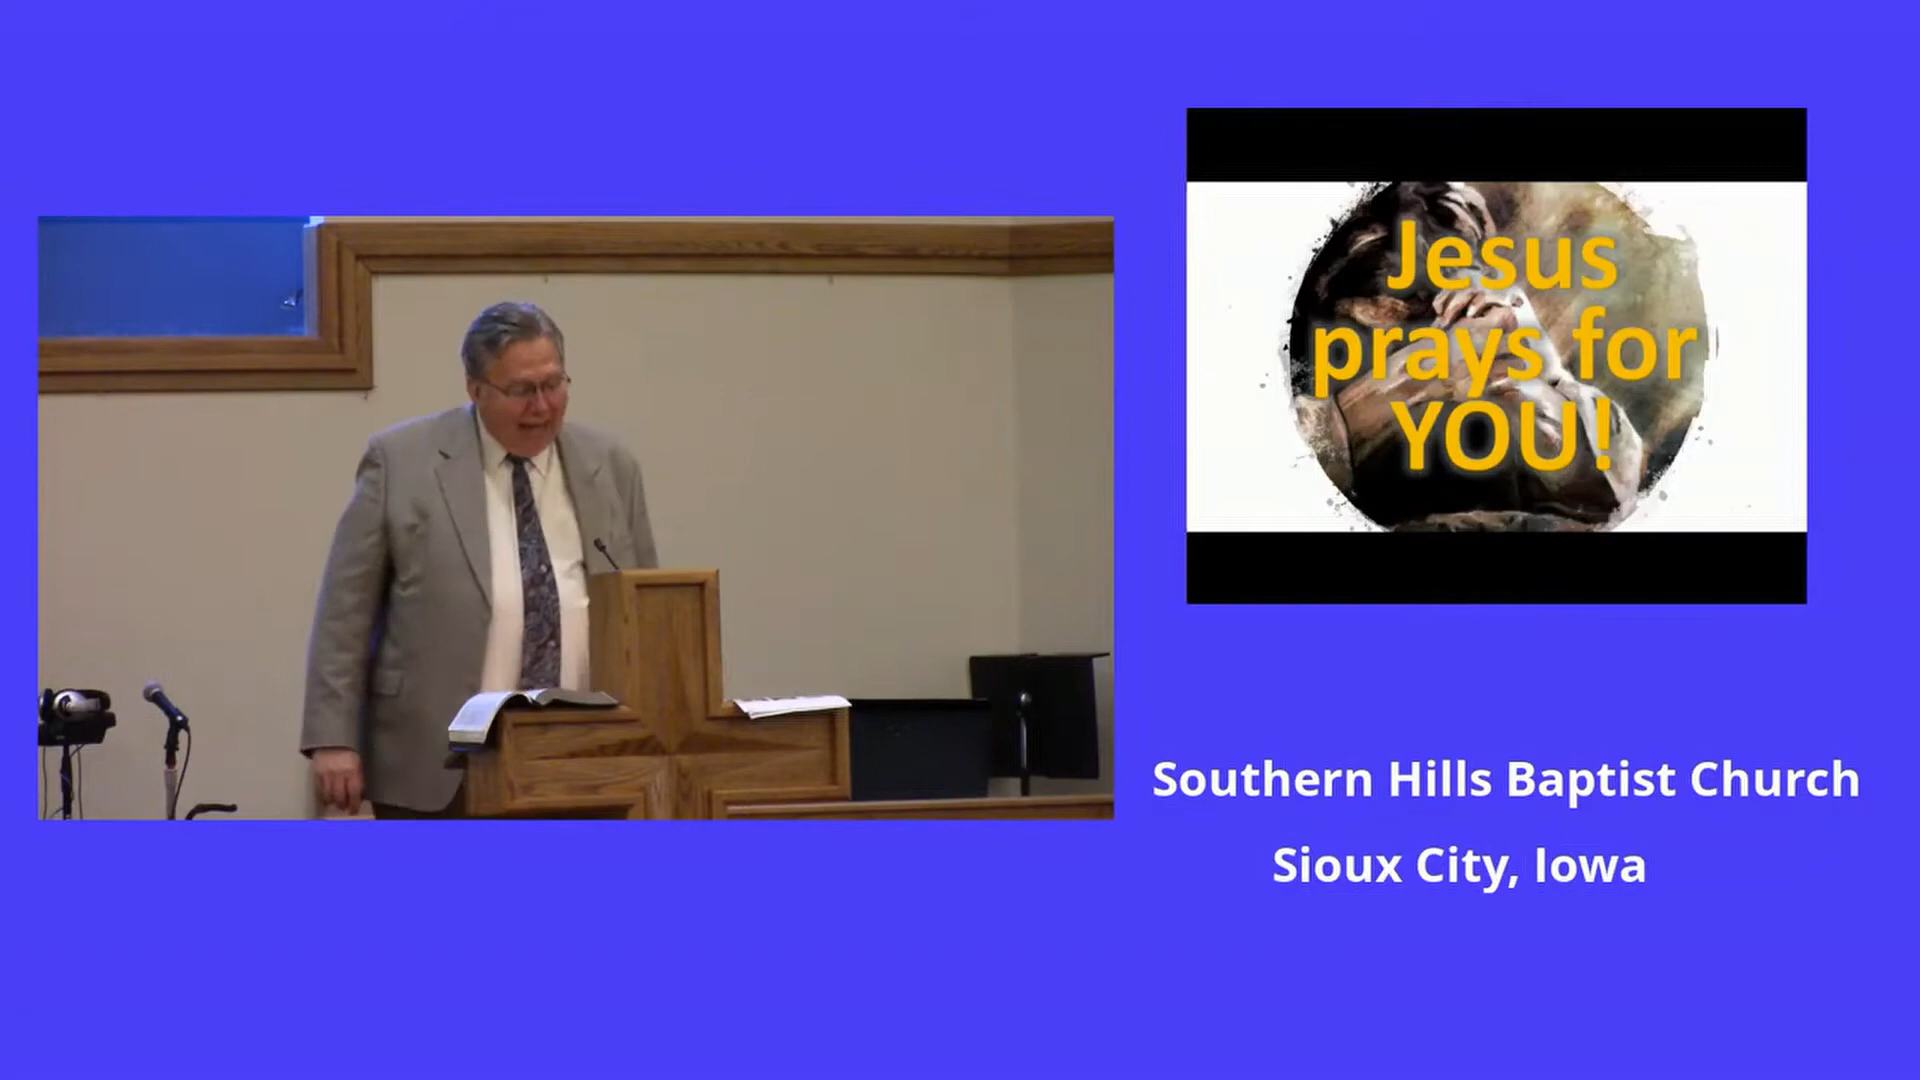 Jesus
prays for
YOU!
Southern Hills Baptist Church
Sioux City, Iowa